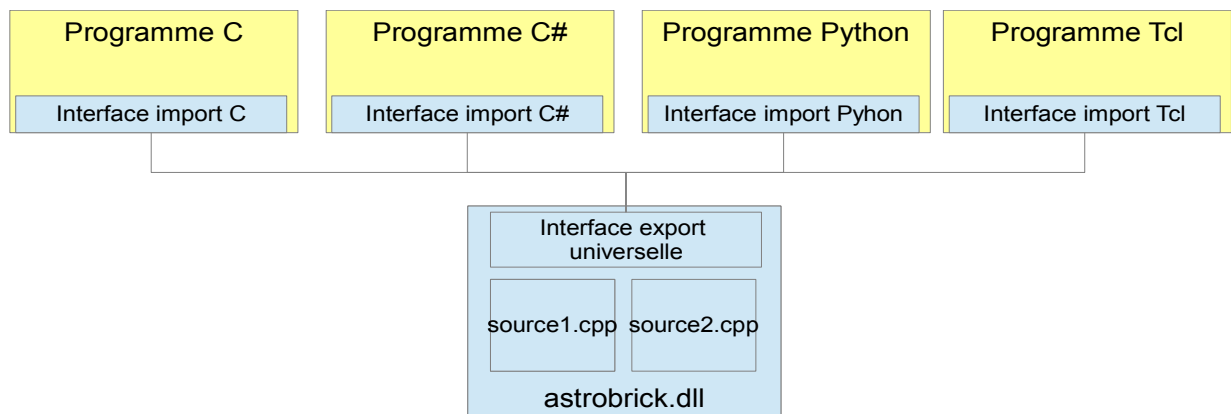 Programme C
Programme C#
Programme Python
Programme Tcl
Interface import C
Interface import C#
Interface import Pyhon
Interface import Tcl
Interface export
universelle
source1.cpp
source2.cpp
astrobrick.dll